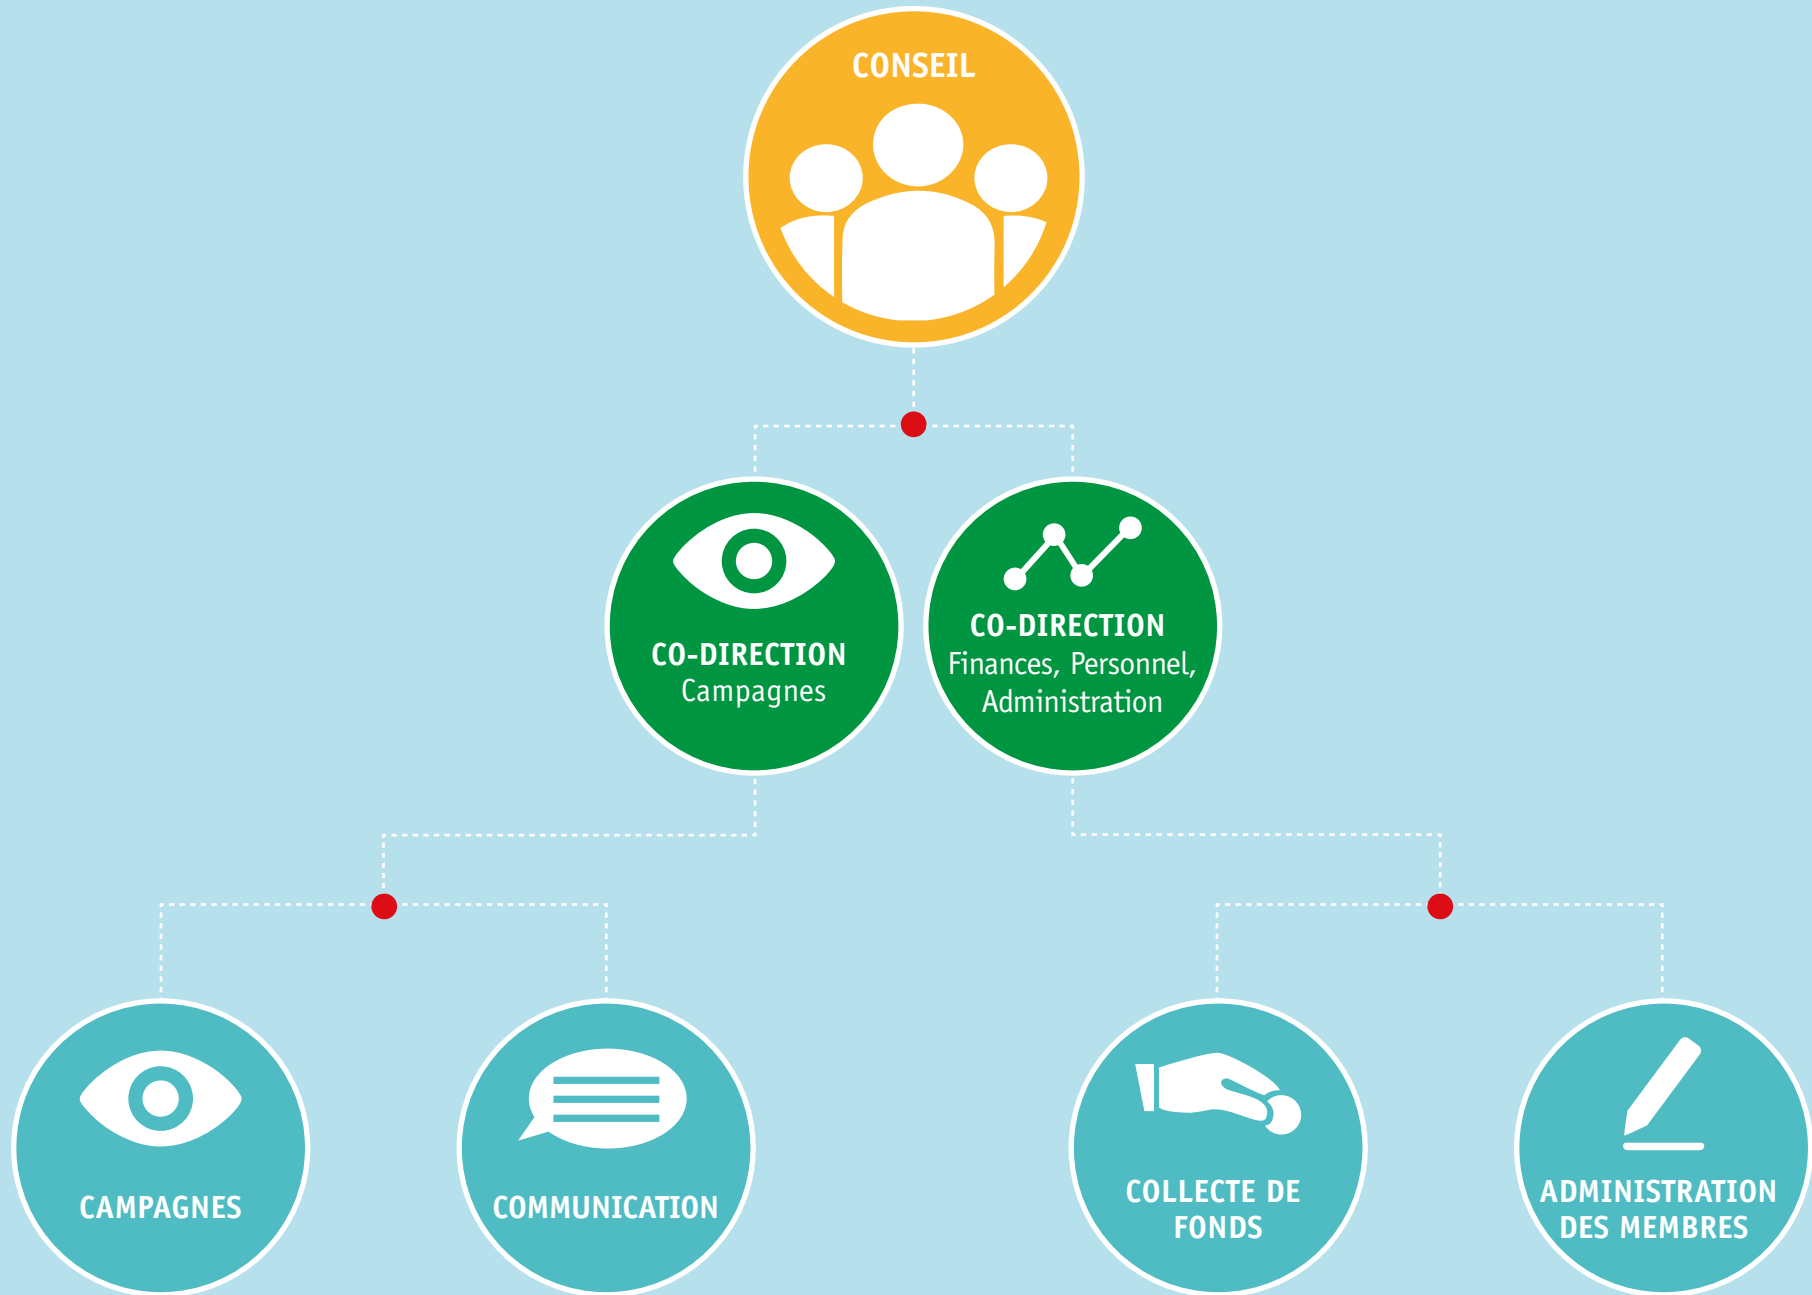 CONSEIL
CO-DIRECTION
Campagnes
CO-DIRECTION
Finances, Personnel,
Administration
CAMPAGNES
COMMUNICATION
COLLECTE DE
FONDS
ADMINISTRATION
DES MEMBRES